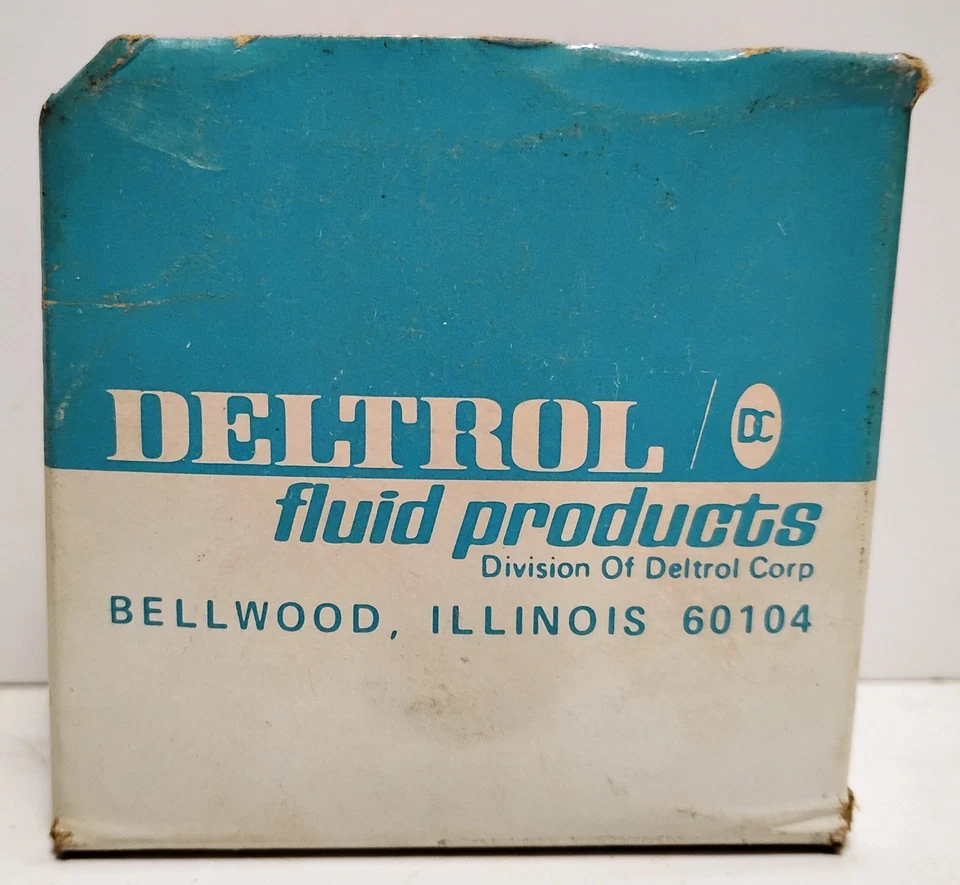 DELTROL / DC
fluid products
Division Of Deltrol Corp
BELLWOOD, ILLINOIS 60104